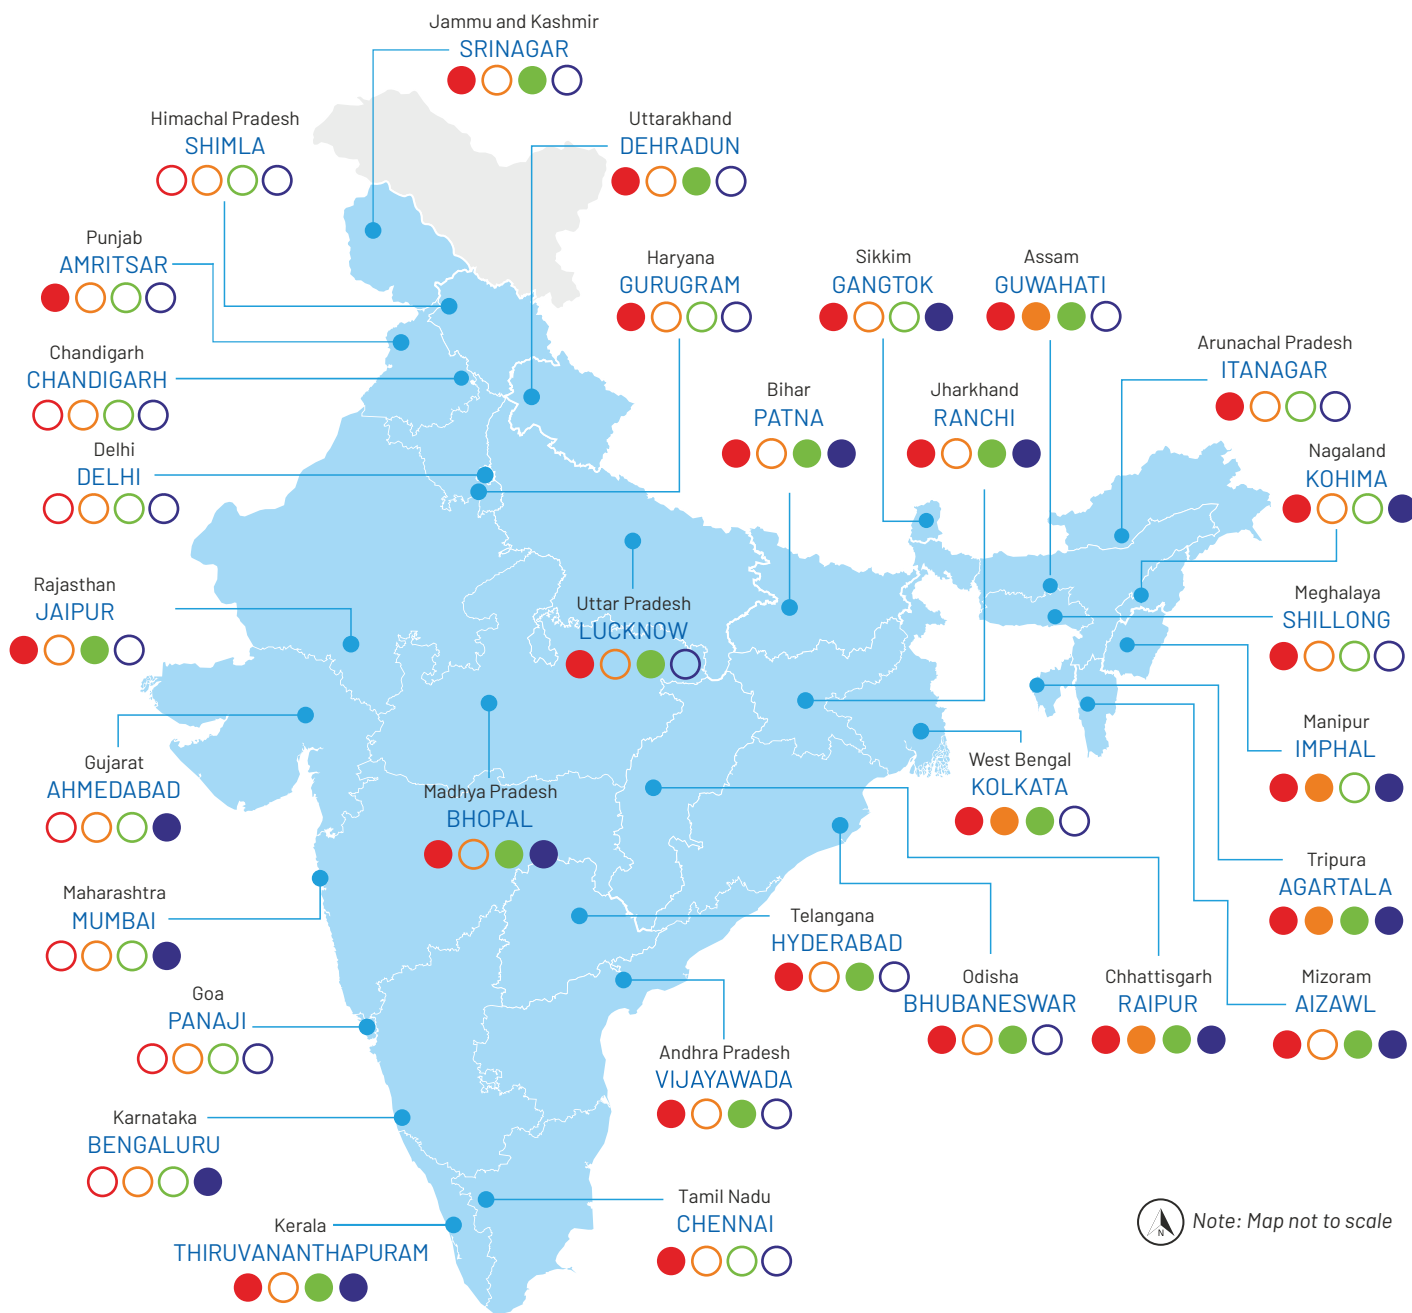 Jammu and Kashmir
SRINAGAR
Himachal Pradesh
SHIMLA
Uttarakhand
DEHRADUN
Punjab
AMRITSAR
Haryana
GURUGRAM
Sikkim
GANGTOK
Assam
GUWAHATI
Arunachal Pradesh
ITANAGAR
Chandigarh
CHANDIGARH
Bihar
PATNA
Jharkhand
RANCHI
Delhi
DELHI
Nagaland
KOHIMA
Rajasthan
JAIPUR
Uttar Pradesh
LUCKNOW
Meghalaya
SHILLONG
Manipur
IMPHAL
Gujarat
AHMEDABAD
Madhya Pradesh
BHOPAL
West Bengal
KOLKATA
Tripura
AGARTALA
Maharashtra
MUMBAI
Telangana
HYDERABAD
Odisha
BHUBANESWAR
Chhattisgarh
RAIPUR
Mizoram
AIZAWL
Goa
PANAJI
Andhra Pradesh
VIJAYAWADA
Karnataka
BENGALURU
Tamil Nadu
CHENNAI
Kerala
THIRUVANANTHAPURAM
N
Note: Map not to scale